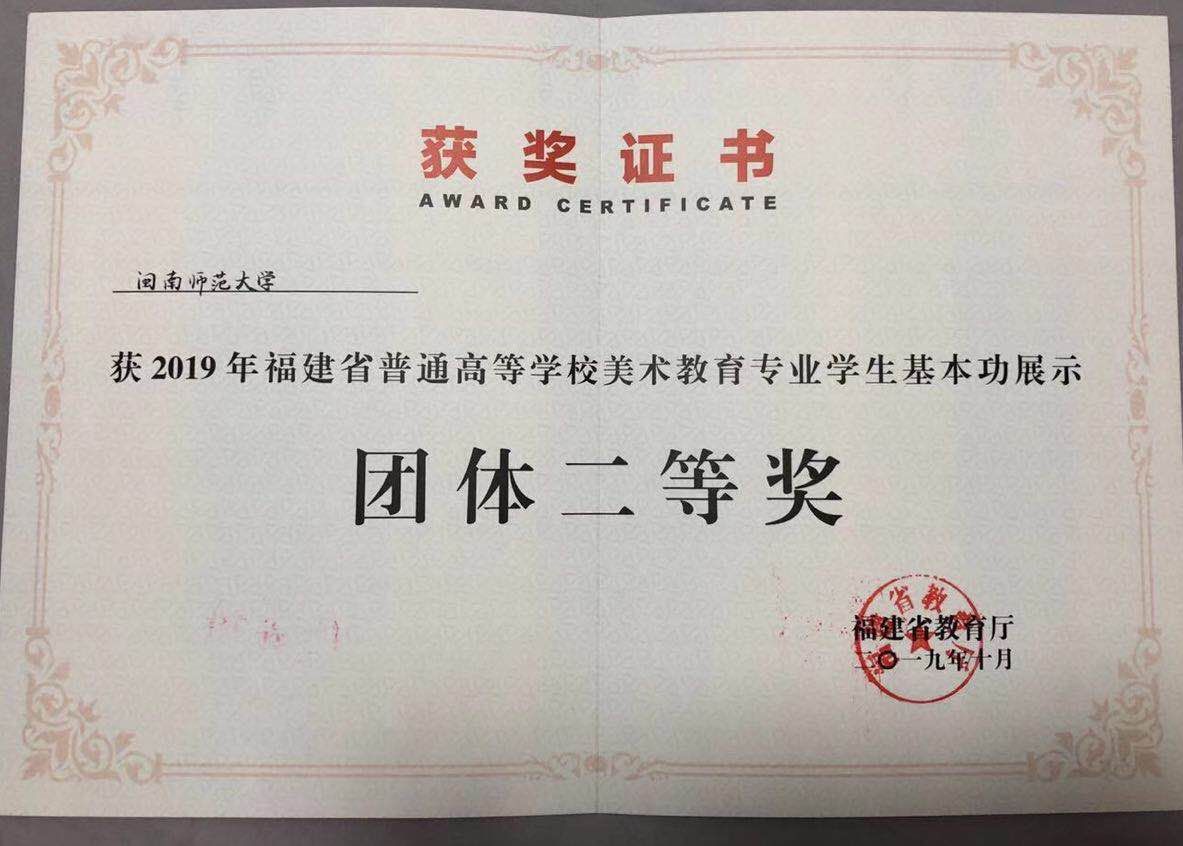 获奖证书
AWARD CERTIFICATE
闽南师范大学
获2019年福建省普通高等学校美术教育专业学生基本功展示
团体二等奖
福建省教育厅
二〇一九年十月